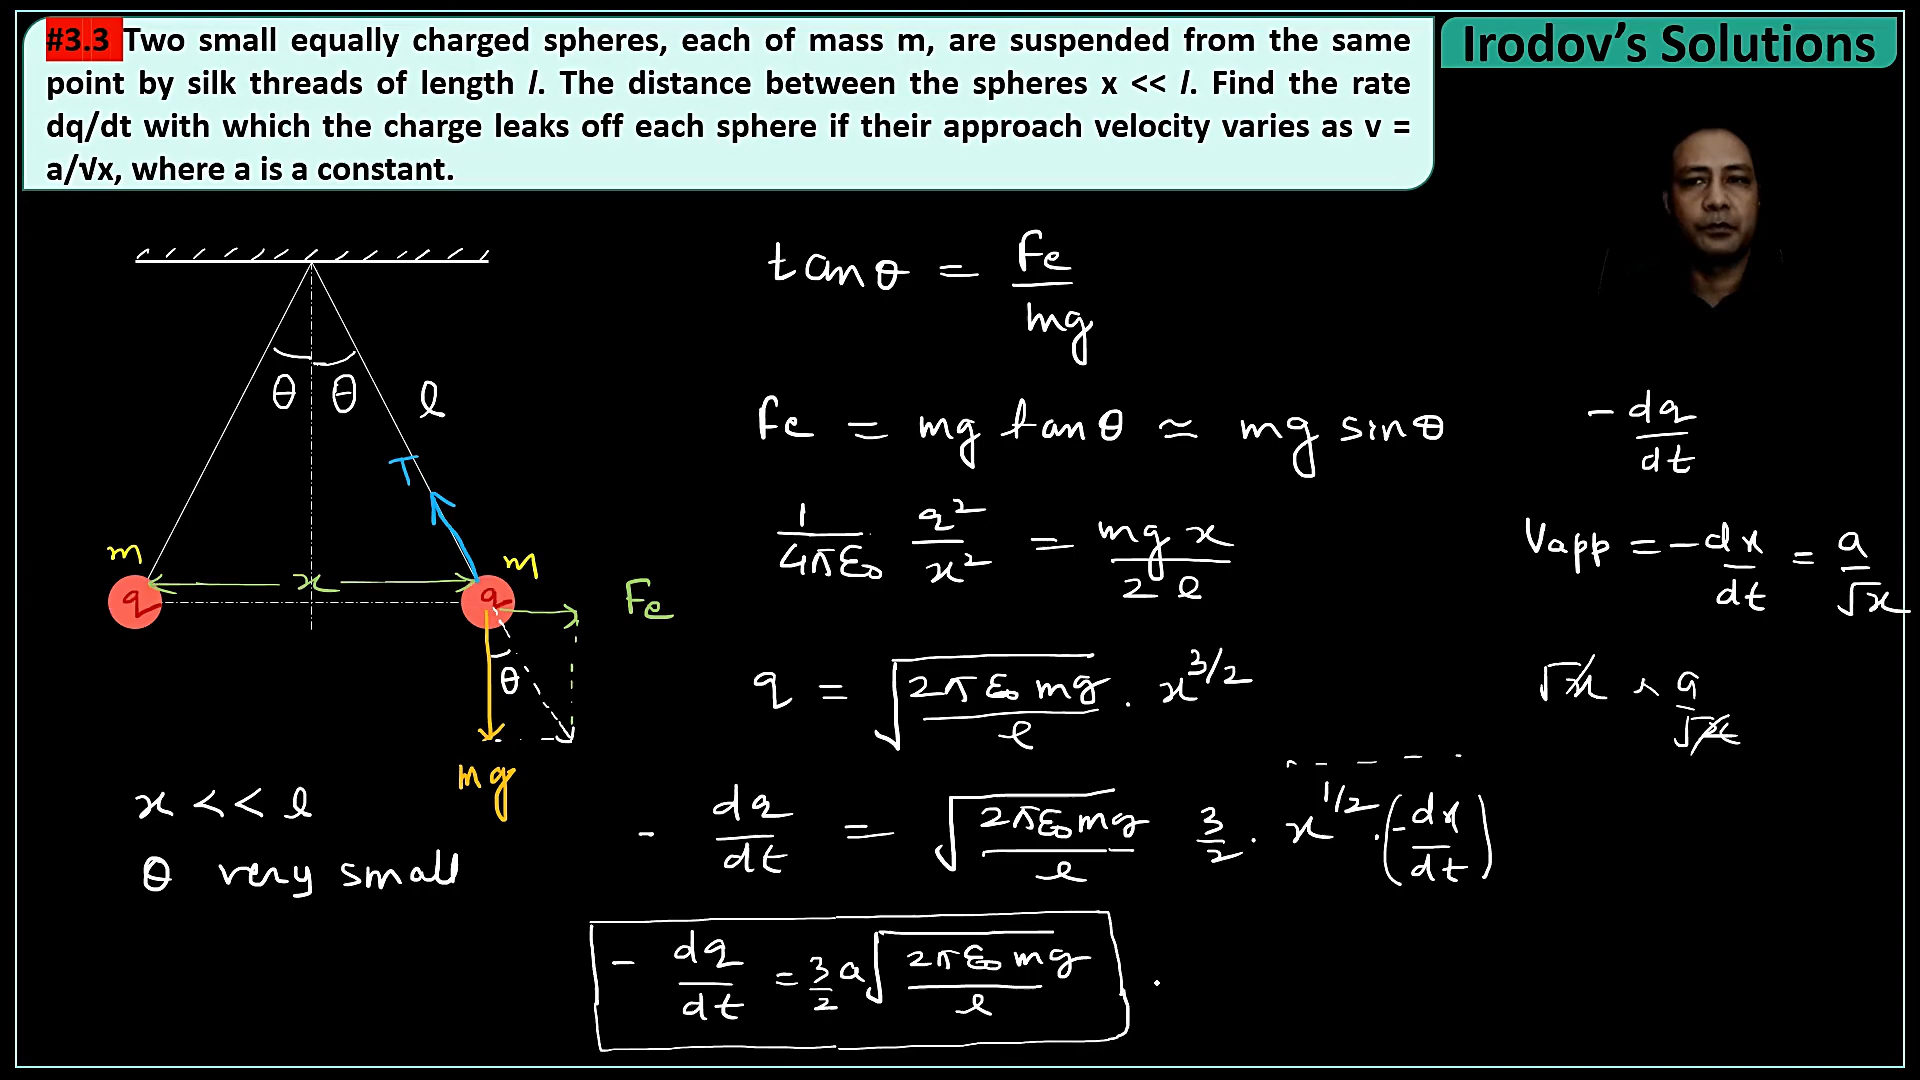 #3.3 Two small equally charged spheres, each of mass m, are suspended from the same
point by silk threads of length l. The distance between the spheres x << l. Find the rate
dq/dt with which the charge leaks off each sphere if their approach velocity varies as v =
a/√x, where a is a constant.
Irodov's Solutions
θ θ l
T
m m
q x q
Fe
θ
mg
x << l
θ very small
tanθ = Fe/mg
Fe = mg tanθ ≃ mg sinθ
1/4πε₀ q²/x² = mg x/2l
q = √(2πε₀mg/l) . x^3/2
- dq/dt = √(2πε₀mg/l) 3/2 . x^1/2 . (-dx/dt)
- dq/dt = 3/2 a√(2πε₀mg/l) .
- dq/dt
Vapp = -dx/dt = a/√x
√x × a/√x